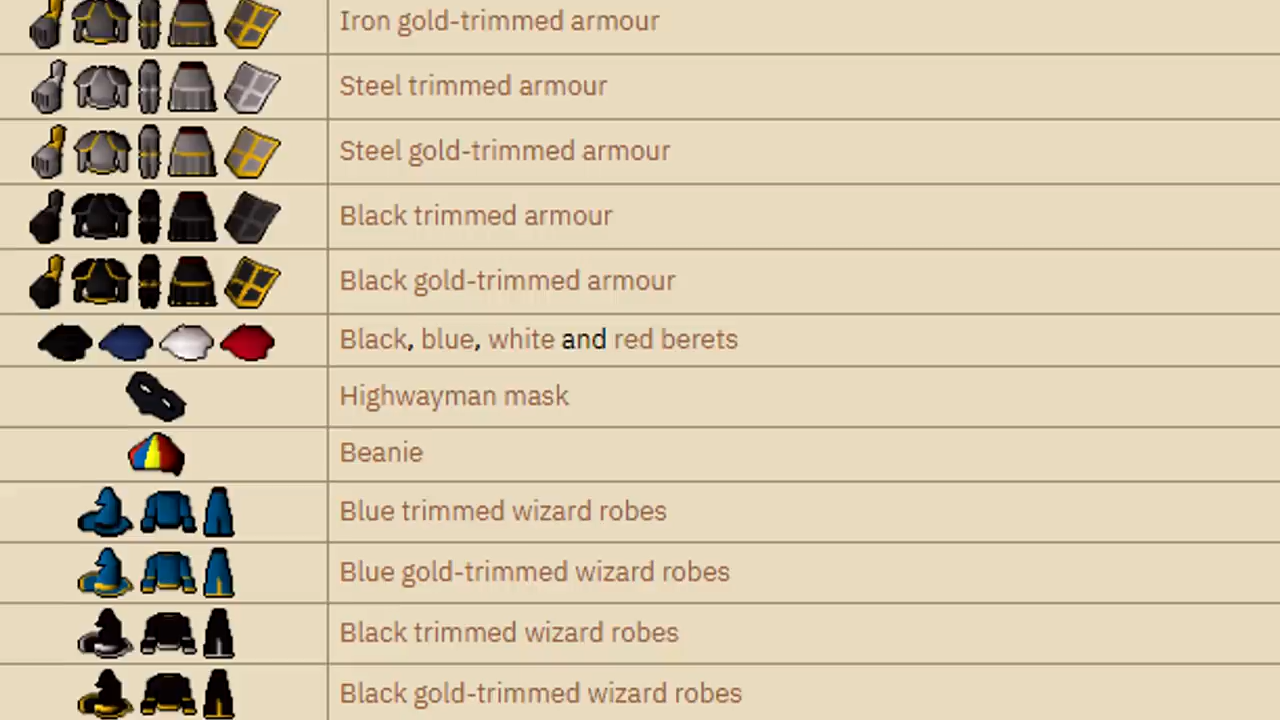 Iron gold-trimmed armour
Steel trimmed armour
Steel gold-trimmed armour
Black trimmed armour
Black gold-trimmed armour
Black, blue, white and red berets
Highwayman mask
Beanie
Blue trimmed wizard robes
Blue gold-trimmed wizard robes
Black trimmed wizard robes
Black gold-trimmed wizard robes